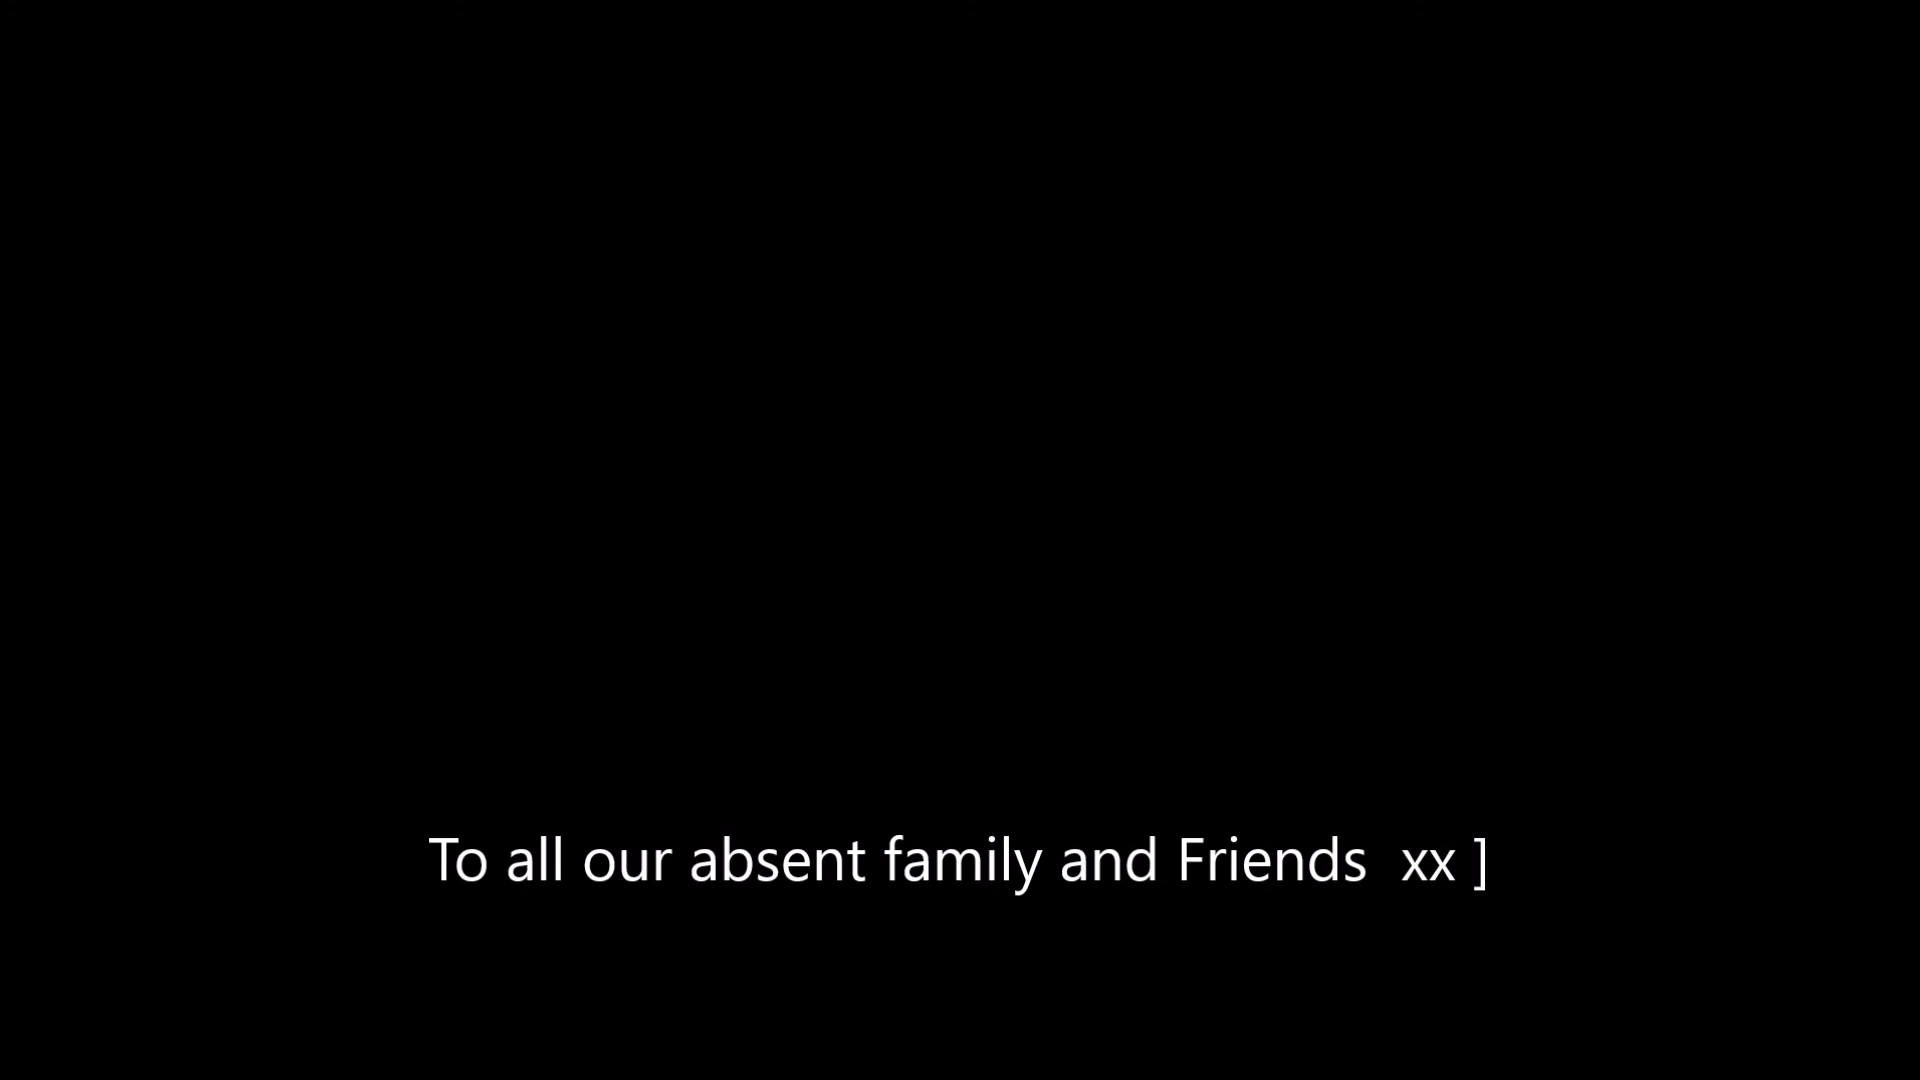 To all our absent family and Friends  xx ]